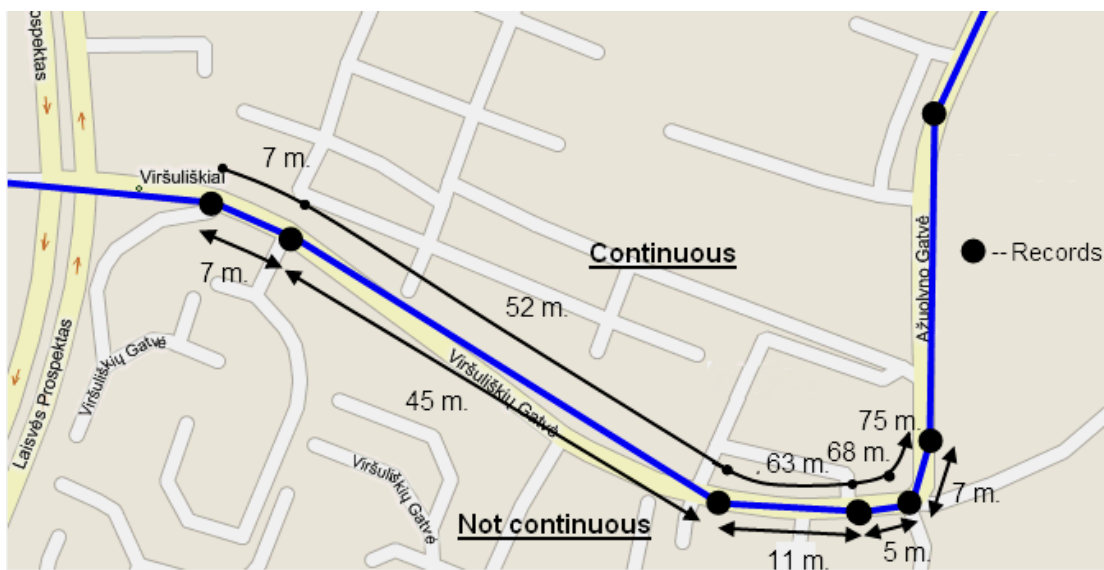 ospektas
Viršuliškiai
7 m.
Continuous
7 m.
52 m.
-- Records
Ažuolyno Gatvė
Laisvės Prospektas
Viršuliškių Gatvė
Viršuliškių Gatvė
45 m.
75 m.
68 m.
63 m.
Viršuliškių Gatvė
7 m.
Not continuous
11 m.
5 m.